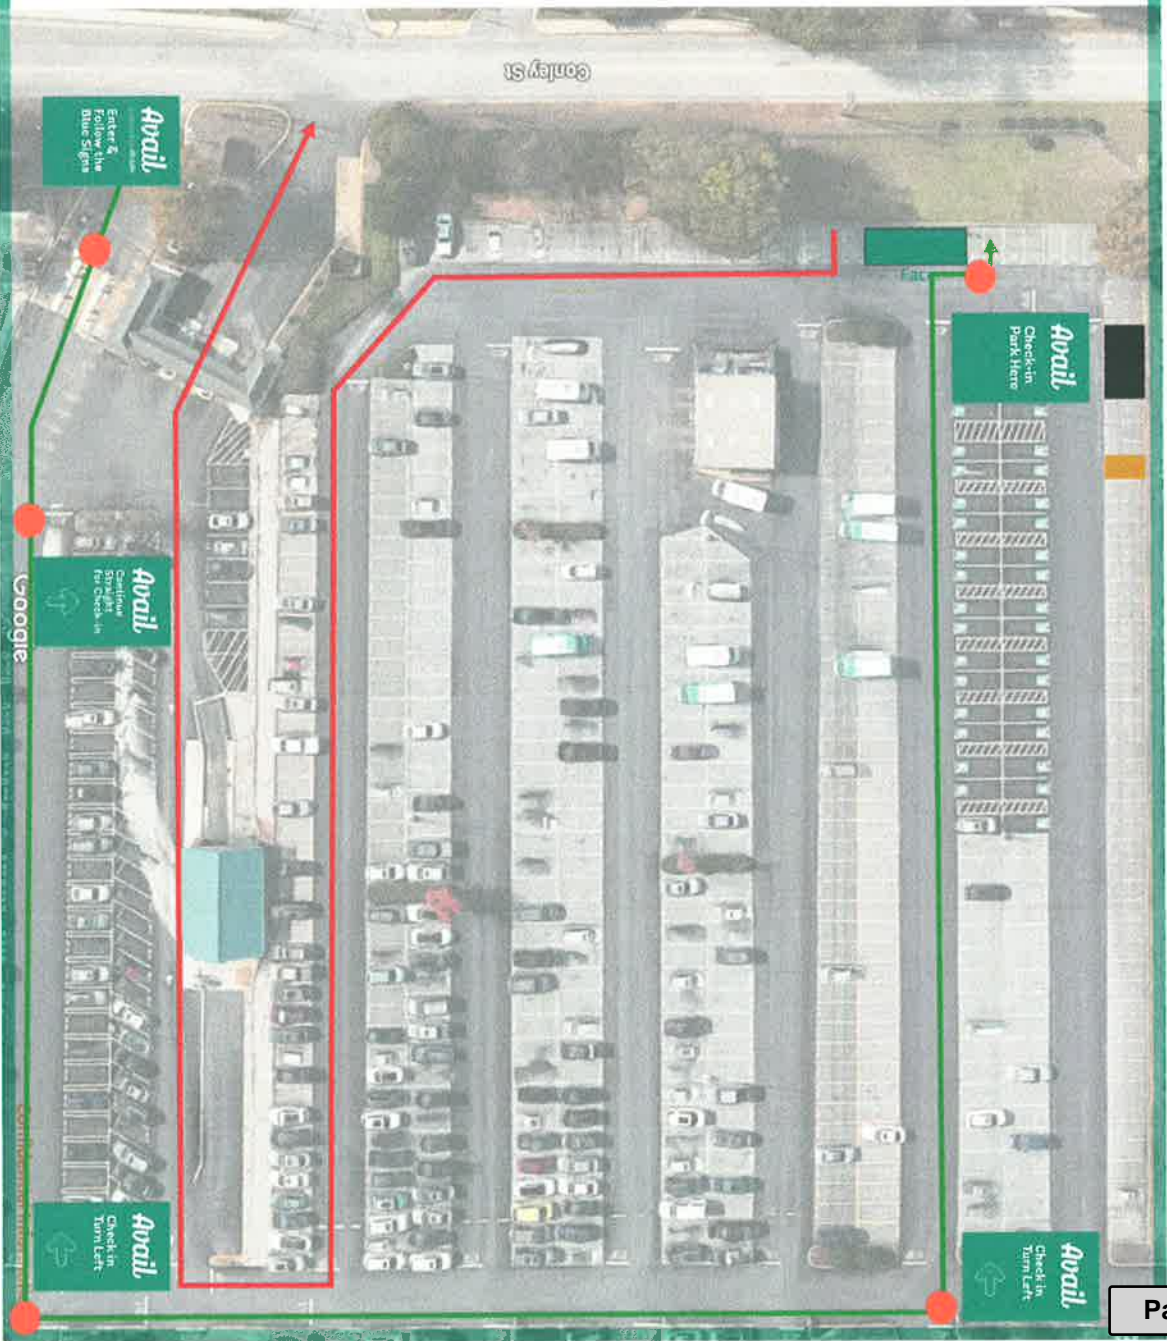 Conley St
Avail
Enter &
Follow the
Blue Signs
Avail
Check-in
Park Here
Avail
Continue
Straight
for Check-in
Google
Avail
Check in
Turn Left
Avail
Check in
Turn Left
Pa